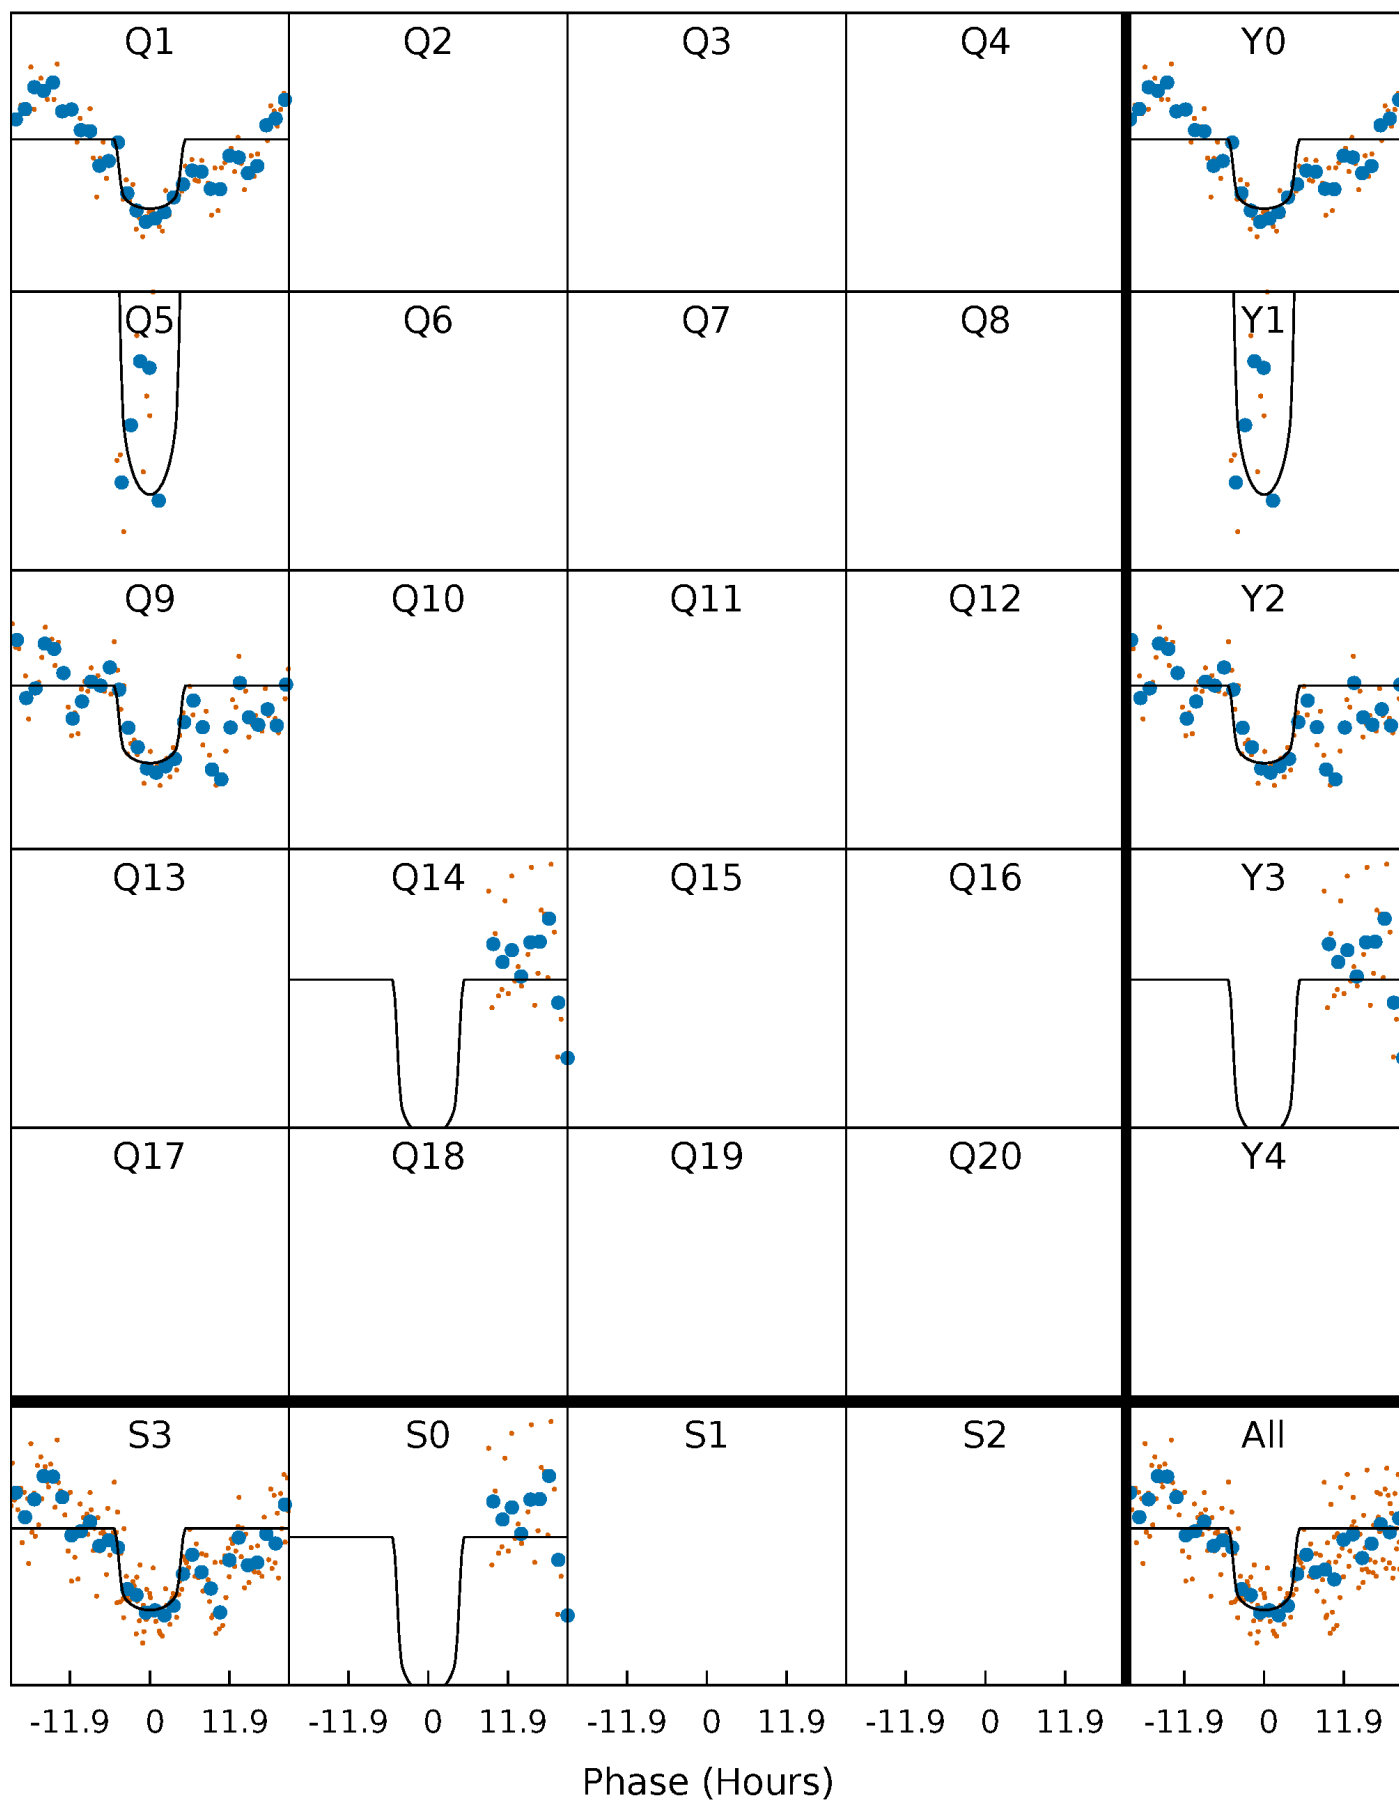 Q1 Q2 Q3 Q4 Y0
Q5 Q6 Q7 Q8 Y1
Q9 Q10 Q11 Q12 Y2
Q13 Q14 Q15 Q16 Y3
Q17 Q18 Q19 Q20 Y4
S3 S0 S1 S2 All
-11.9 0 11.9 -11.9 0 11.9 -11.9 0 11.9 -11.9 0 11.9 -11.9 0 11.9
Phase (Hours)